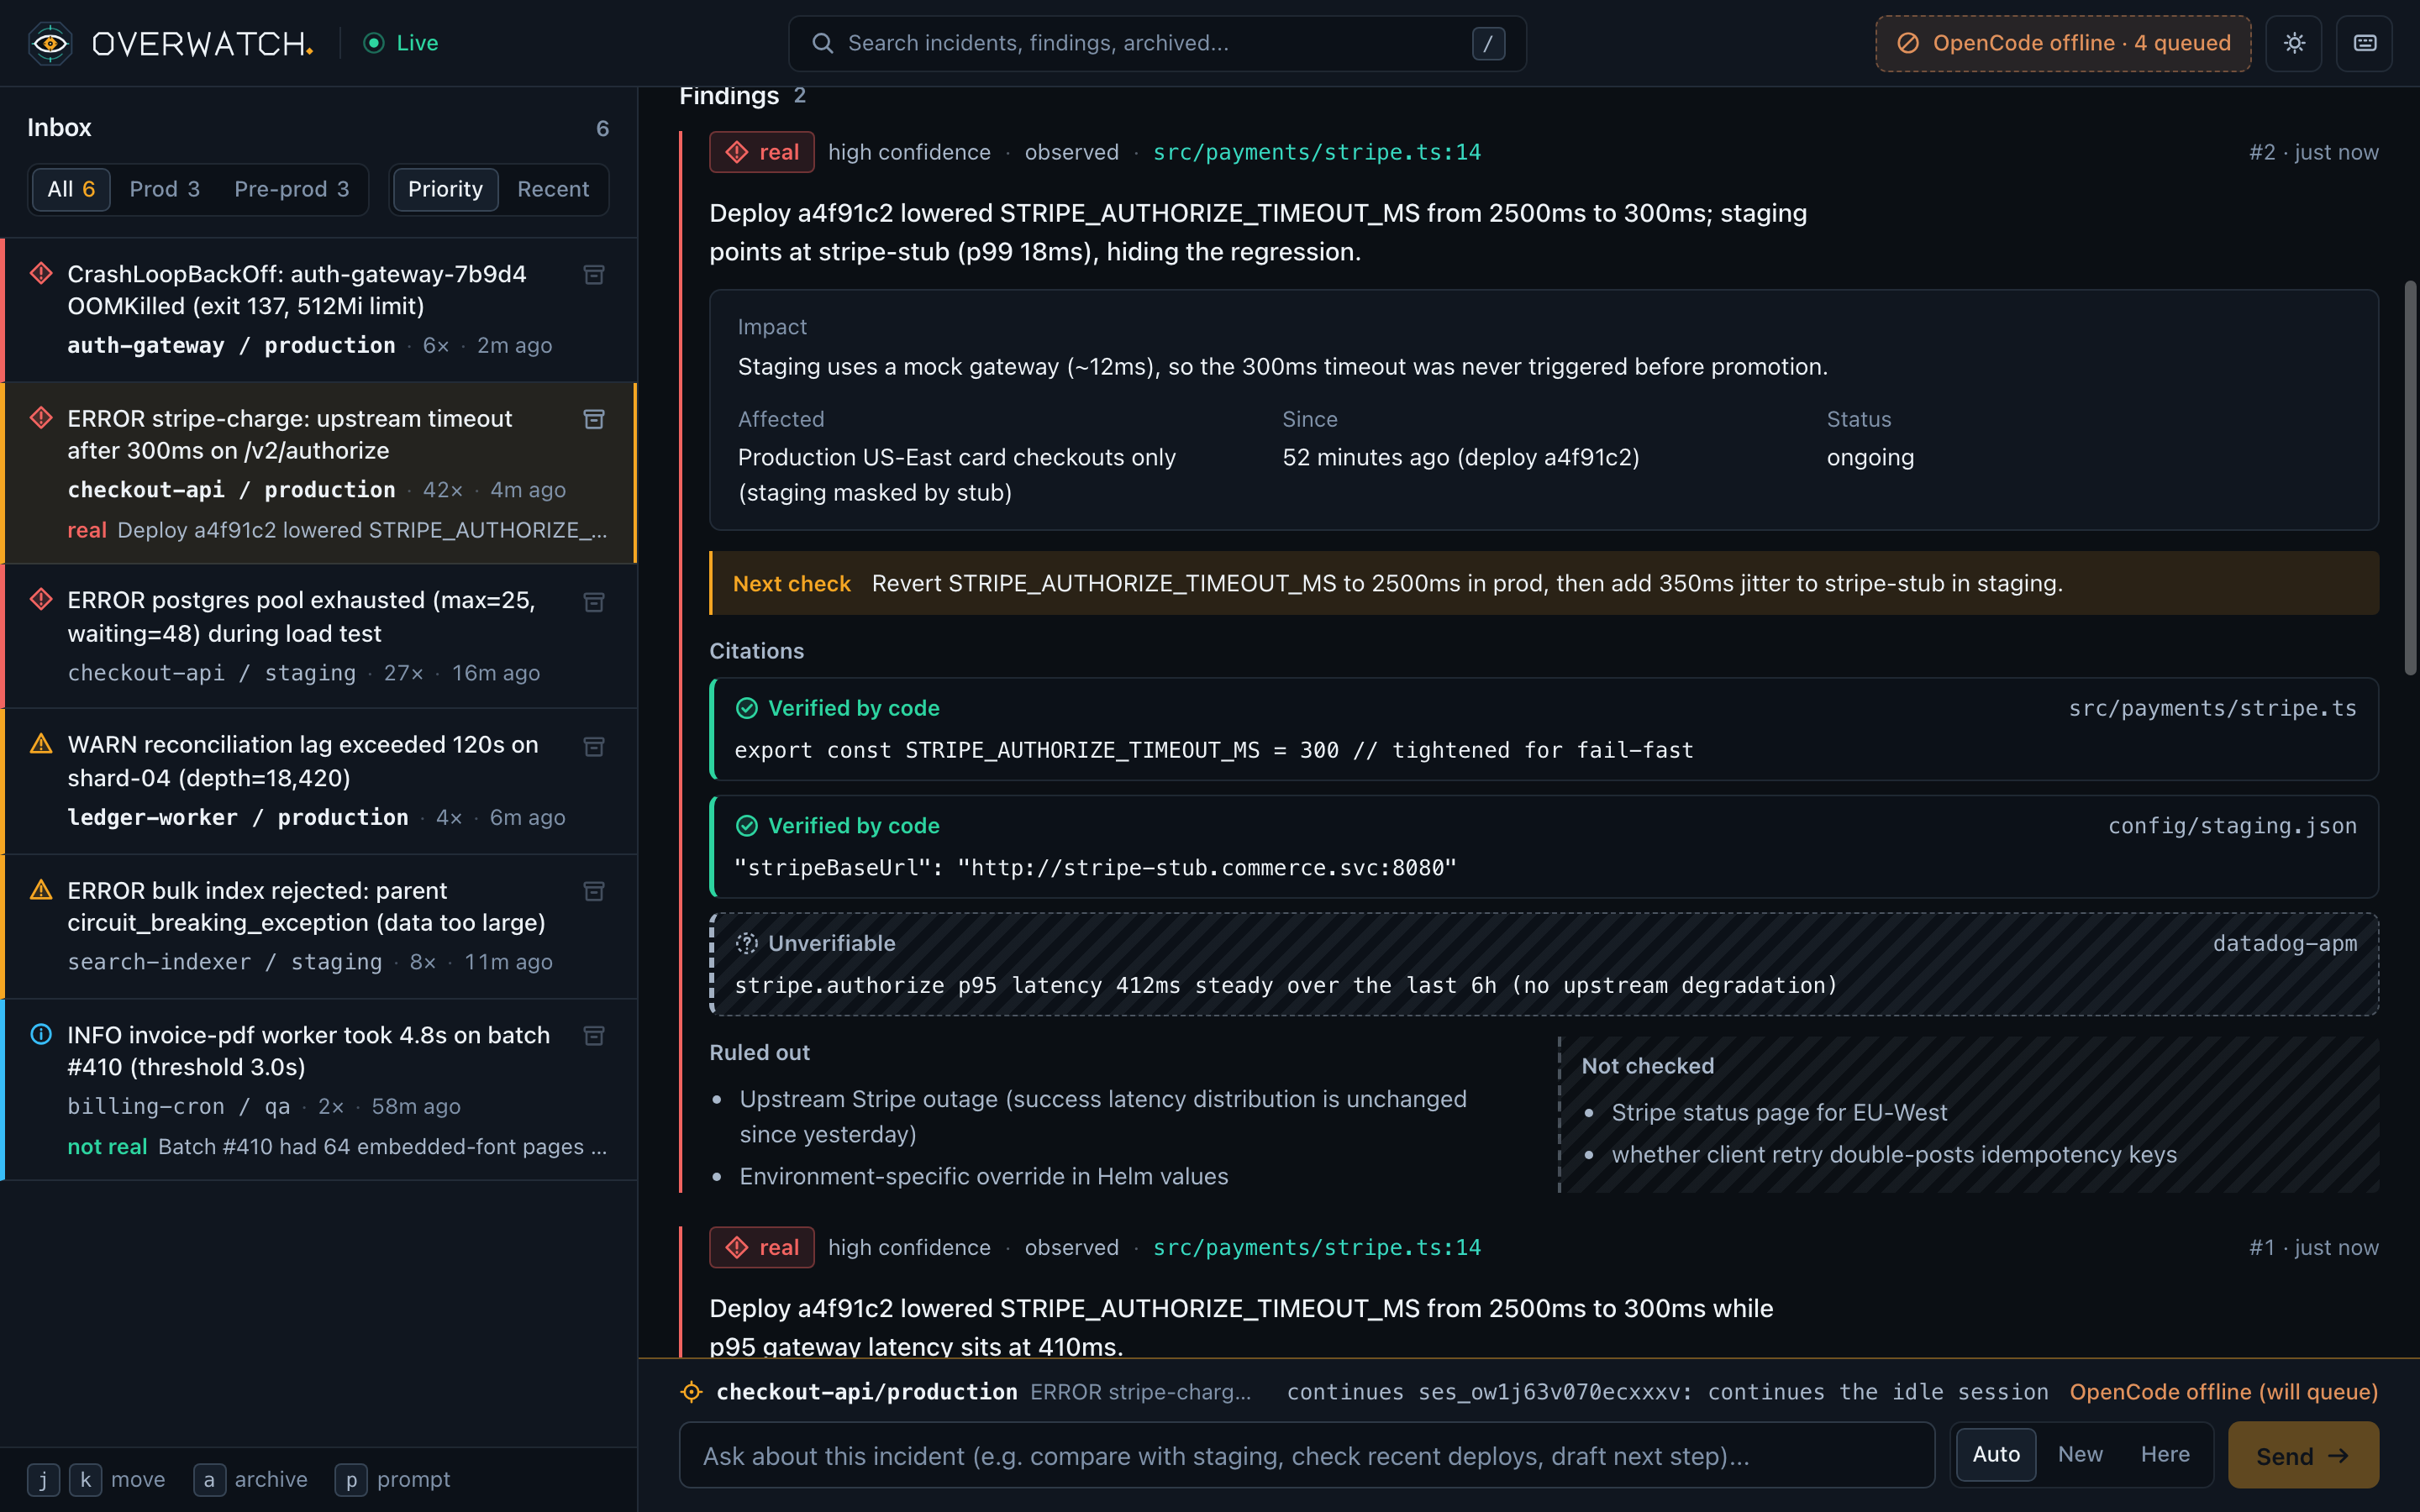 OVERWATCH.
Live
Search incidents, findings, archived...
/
OpenCode offline · 4 queued
Inbox
6
All 6
Prod 3
Pre-prod 3
Priority
Recent
CrashLoopBackOff: auth-gateway-7b9d4
OOMKilled (exit 137, 512Mi limit)
auth-gateway / production · 6× · 2m ago
ERROR stripe-charge: upstream timeout
after 300ms on /v2/authorize
checkout-api / production · 42× · 4m ago
real Deploy a4f91c2 lowered STRIPE_AUTHORIZE_...
ERROR postgres pool exhausted (max=25,
waiting=48) during load test
checkout-api / staging · 27× · 16m ago
WARN reconciliation lag exceeded 120s on
shard-04 (depth=18,420)
ledger-worker / production · 4× · 6m ago
ERROR bulk index rejected: parent
circuit_breaking_exception (data too large)
search-indexer / staging · 8× · 11m ago
INFO invoice-pdf worker took 4.8s on batch
#410 (threshold 3.0s)
billing-cron / qa · 2× · 58m ago
not real Batch #410 had 64 embedded-font pages ...
j k move a archive p prompt
Findings 2
real high confidence · observed · src/payments/stripe.ts:14
#2 · just now
Deploy a4f91c2 lowered STRIPE_AUTHORIZE_TIMEOUT_MS from 2500ms to 300ms; staging
points at stripe-stub (p99 18ms), hiding the regression.
Impact
Staging uses a mock gateway (~12ms), so the 300ms timeout was never triggered before promotion.
Affected
Production US-East card checkouts only
(staging masked by stub)
Since
52 minutes ago (deploy a4f91c2)
Status
ongoing
Next check Revert STRIPE_AUTHORIZE_TIMEOUT_MS to 2500ms in prod, then add 350ms jitter to stripe-stub in staging.
Citations
Verified by code
src/payments/stripe.ts
export const STRIPE_AUTHORIZE_TIMEOUT_MS = 300 // tightened for fail-fast
Verified by code
config/staging.json
"stripeBaseUrl": "http://stripe-stub.commerce.svc:8080"
Unverifiable
datadog-apm
stripe.authorize p95 latency 412ms steady over the last 6h (no upstream degradation)
Ruled out
• Upstream Stripe outage (success latency distribution is unchanged
since yesterday)
• Environment-specific override in Helm values
Not checked
• Stripe status page for EU-West
• whether client retry double-posts idempotency keys
real high confidence · observed · src/payments/stripe.ts:14
#1 · just now
Deploy a4f91c2 lowered STRIPE_AUTHORIZE_TIMEOUT_MS from 2500ms to 300ms while
p95 gateway latency sits at 410ms.
checkout-api/production ERROR stripe-charg... continues ses_ow1j63v070ecxxxv: continues the idle session OpenCode offline (will queue)
Ask about this incident (e.g. compare with staging, check recent deploys, draft next step)...
Auto
New
Here
Send →